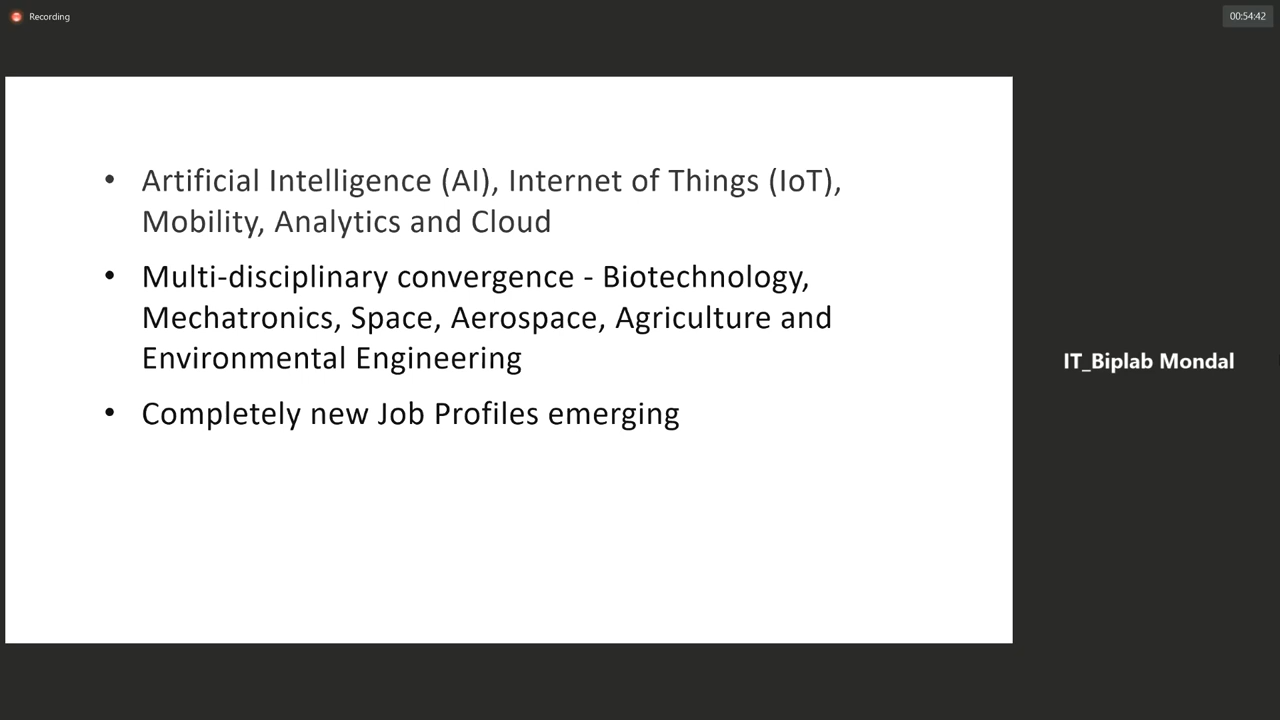 Recording
00:54:42
• Artificial Intelligence (AI), Internet of Things (IoT),
Mobility, Analytics and Cloud
• Multi-disciplinary convergence - Biotechnology,
Mechatronics, Space, Aerospace, Agriculture and
Environmental Engineering
• Completely new Job Profiles emerging
IT_Biplab Mondal